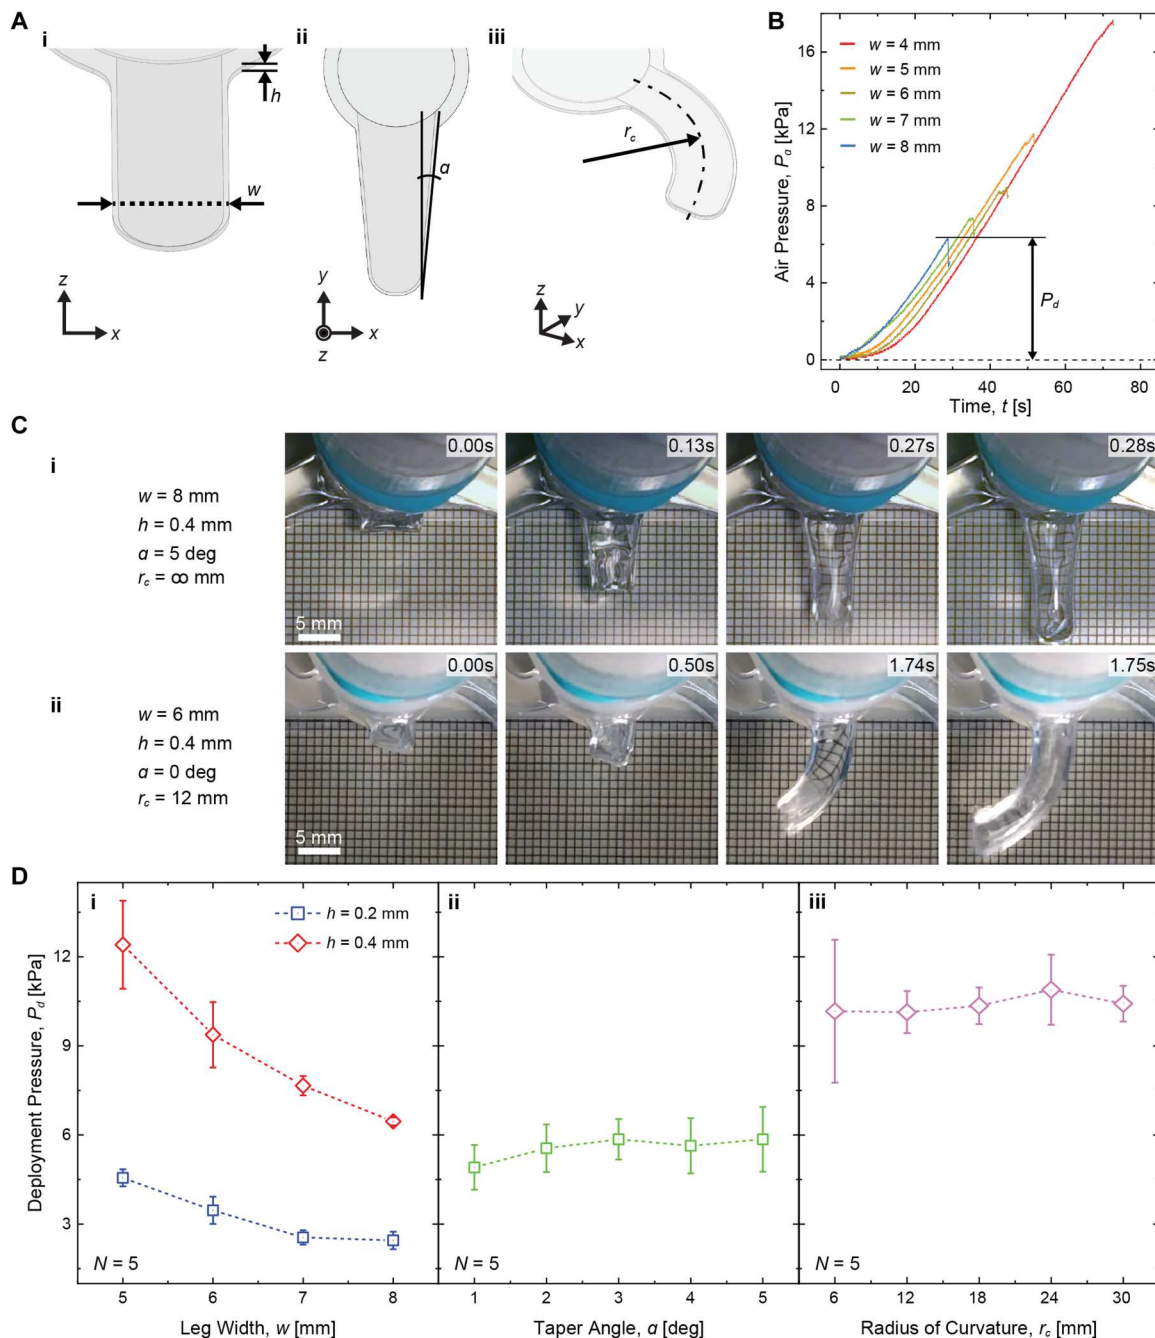 A
i
ii
iii
h
w
α
r_c
z
x
y
x
z
z
y
x
B
w = 4 mm
w = 5 mm
w = 6 mm
w = 7 mm
w = 8 mm
P_d
16
12
8
4
0
Air Pressure, P_a [kPa]
0 20 40 60 80
Time, t [s]
C
i
w = 8 mm
h = 0.4 mm
α = 5 deg
r_c = ∞ mm
0.00s 0.13s 0.27s 0.28s
5 mm
ii
w = 6 mm
h = 0.4 mm
α = 0 deg
r_c = 12 mm
0.00s 0.50s 1.74s 1.75s
5 mm
D
i
h = 0.2 mm
h = 0.4 mm
12
9
6
3
Deployment Pressure, P_d [kPa]
N = 5
5 6 7 8
Leg Width, w [mm]
ii
N = 5
1 2 3 4 5
Taper Angle, α [deg]
iii
N = 5
6 12 18 24 30
Radius of Curvature, r_c [mm]